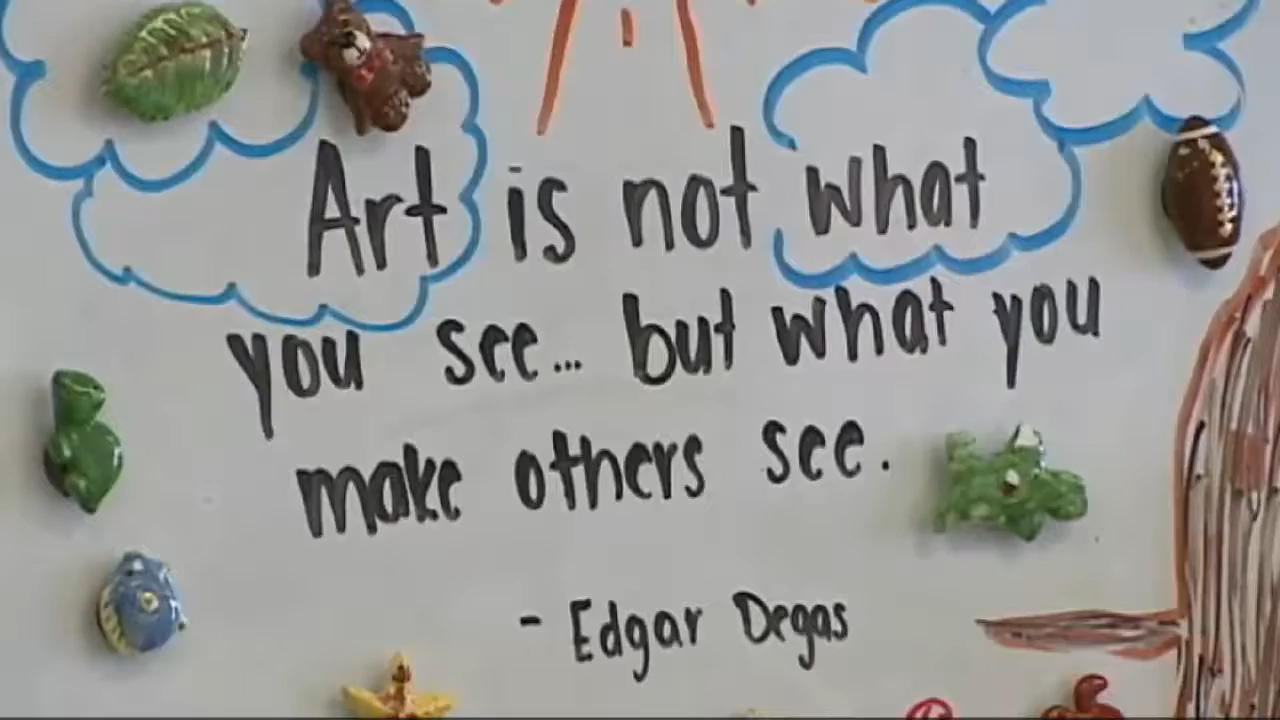 Art is not what
you see... but what you
make others see.
- Edgar Degas